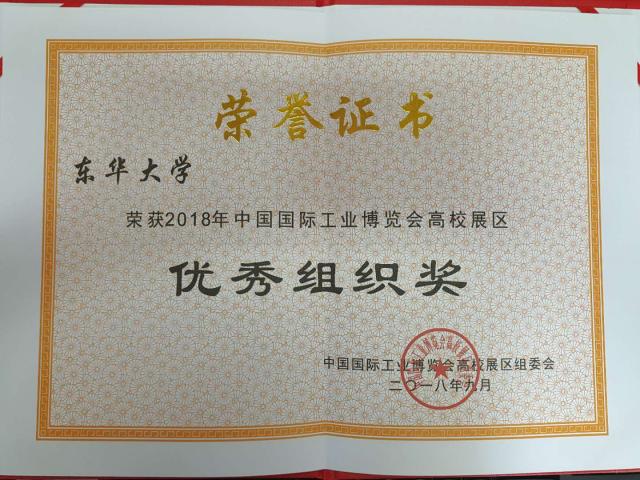 荣誉证书
东华大学
荣获2018年中国国际工业博览会高校展区
优秀组织奖
中国国际工业博览会高校展区组委会
二〇一八年九月